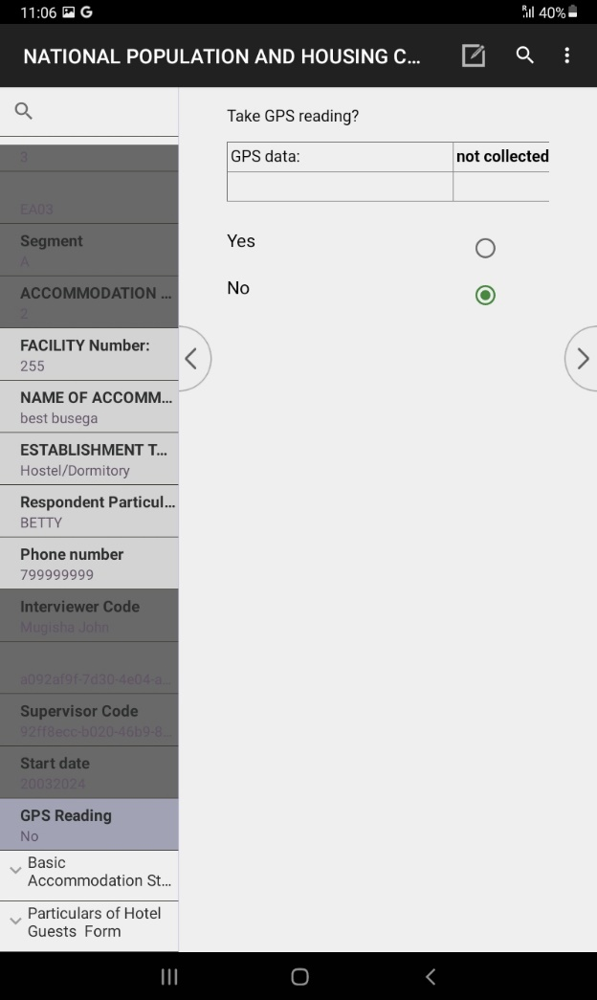 11:06
G
R
40%
NATIONAL POPULATION AND HOUSING C...
Take GPS reading?
GPS data:
not collected
Yes
No
3
EA03
Segment
A
ACCOMMODATION ...
2
FACILITY Number:
255
NAME OF ACCOMM...
best busega
ESTABLISHMENT T...
Hostel/Dormitory
Respondent Particul...
BETTY
Phone number
799999999
Interviewer Code
Mugisha John
a092af9f-7d30-4e04-a...
Supervisor Code
92ff8ecc-b020-46b9-8...
Start date
20032024
GPS Reading
No
Basic
Accommodation St...
Particulars of Hotel
Guests Form